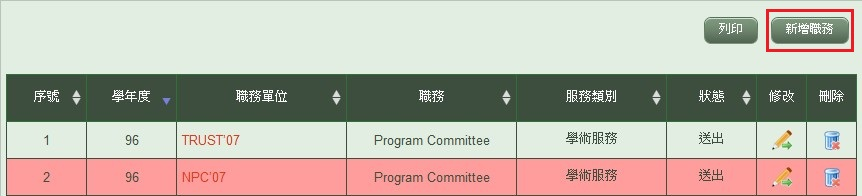 列印 新增職務
序號 學年度 職務單位 職務 服務類別 狀態 修改 刪除
1 96 TRUST'07 Program Committee 學術服務 送出
2 96 NPC'07 Program Committee 學術服務 送出